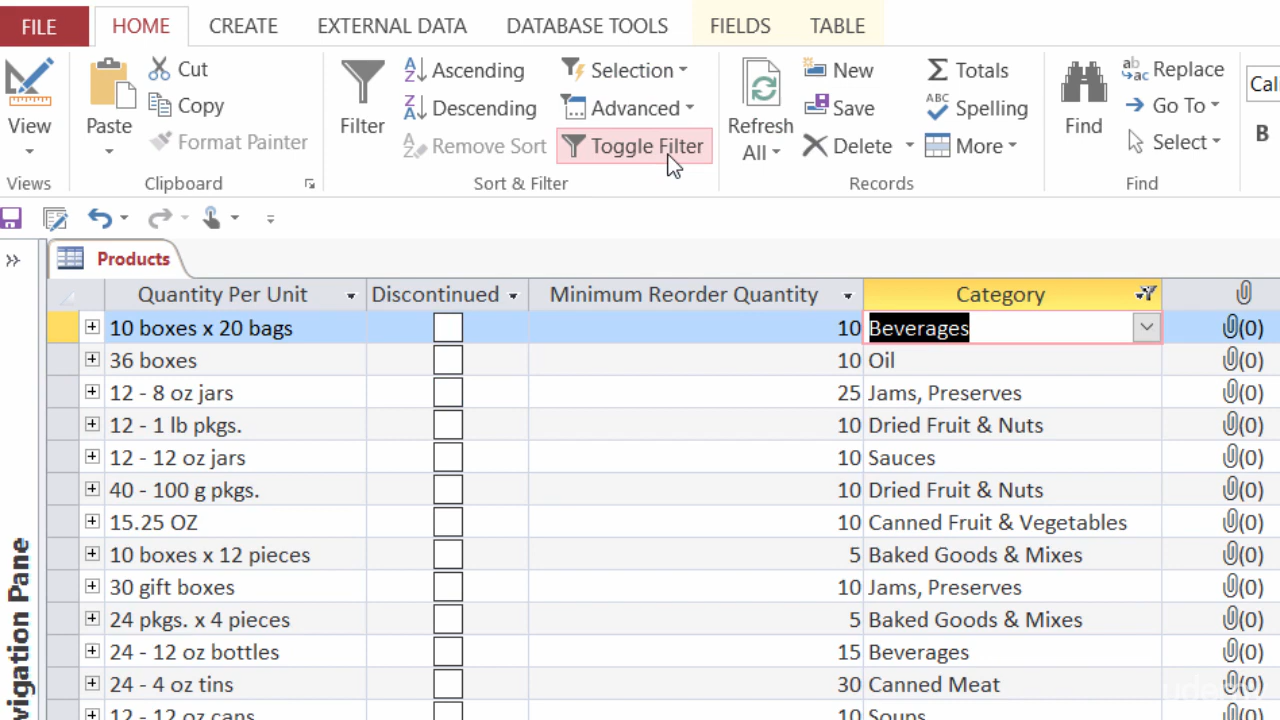 FILE HOME CREATE EXTERNAL DATA DATABASE TOOLS FIELDS TABLE
View
Views
Paste
Cut
Copy
Format Painter
Clipboard
Filter
Ascending
Descending
Remove Sort
Selection
Advanced
Toggle Filter
Sort & Filter
Refresh
All
New
Save
Delete
Totals
Spelling
More
Records
Find
Replace
Go To
Select
Find
B
Products
Quantity Per Unit Discontinued Minimum Reorder Quantity Category
10 boxes x 20 bags 10 Beverages (0)
36 boxes 10 Oil (0)
12 - 8 oz jars 25 Jams, Preserves (0)
12 - 1 lb pkgs. 10 Dried Fruit & Nuts (0)
12 - 12 oz jars 10 Sauces (0)
40 - 100 g pkgs. 10 Dried Fruit & Nuts (0)
15.25 OZ 10 Canned Fruit & Vegetables (0)
10 boxes x 12 pieces 5 Baked Goods & Mixes (0)
30 gift boxes 10 Jams, Preserves (0)
24 pkgs. x 4 pieces 5 Baked Goods & Mixes (0)
24 - 12 oz bottles 15 Beverages (0)
24 - 4 oz tins 30 Canned Meat (0)
12 - 12 oz cans 10 Soups (0)
vigation Pane